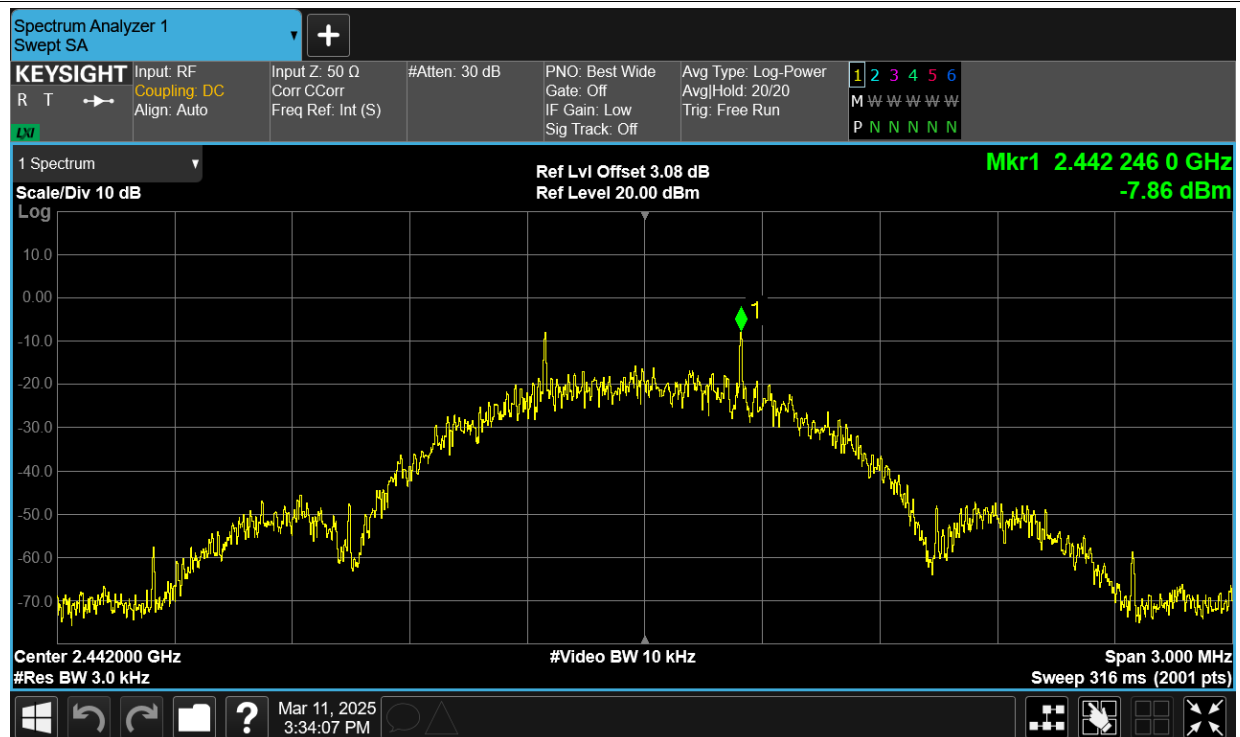 Spectrum Analyzer 1
Swept SA
KEYSIGHT
R T
LXI
Input: RF
Coupling: DC
Align: Auto
Input Z: 50 Ω
Corr CCorr
Freq Ref: Int (S)
#Atten: 30 dB
PNO: Best Wide
Gate: Off
IF Gain: Low
Sig Track: Off
Avg Type: Log-Power
Avg|Hold: 20/20
Trig: Free Run
1 2 3 4 5 6
M W W W W W
P N N N N N
1 Spectrum
Scale/Div 10 dB
Log
Ref Lvl Offset 3.08 dB
Ref Level 20.00 dBm
Mkr1 2.442 246 0 GHz
-7.86 dBm
10.0
0.00
1
-10.0
-20.0
-30.0
-40.0
-50.0
-60.0
-70.0
Center 2.442000 GHz
#Res BW 3.0 kHz
#Video BW 10 kHz
Span 3.000 MHz
Sweep 316 ms (2001 pts)
?
Mar 11, 2025
3:34:07 PM